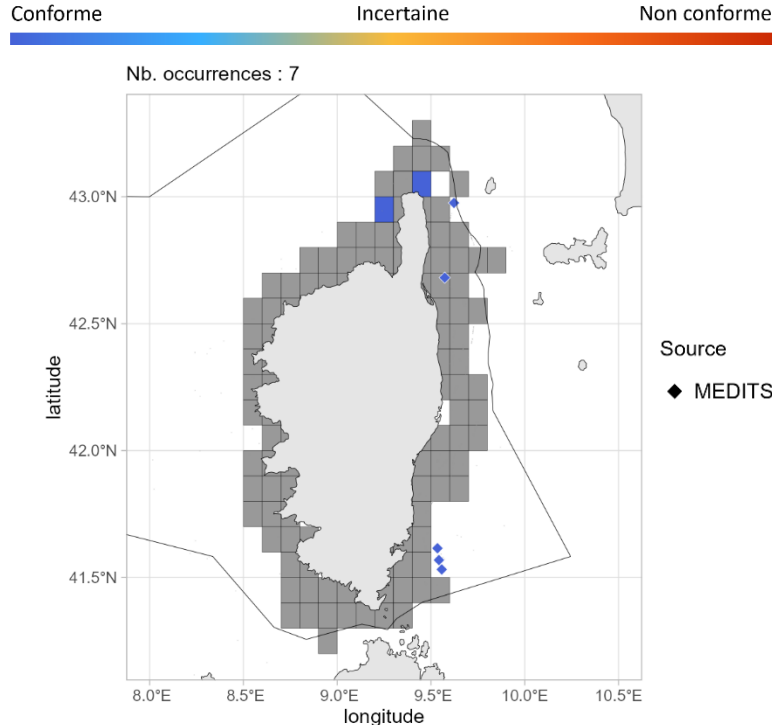 Conforme Incertaine Non conforme
Nb. occurrences : 7
43.0°N
42.5°N
42.0°N
41.5°N
latitude
8.0°E 8.5°E 9.0°E 9.5°E 10.0°E 10.5°E
longitude
Source
MEDITS